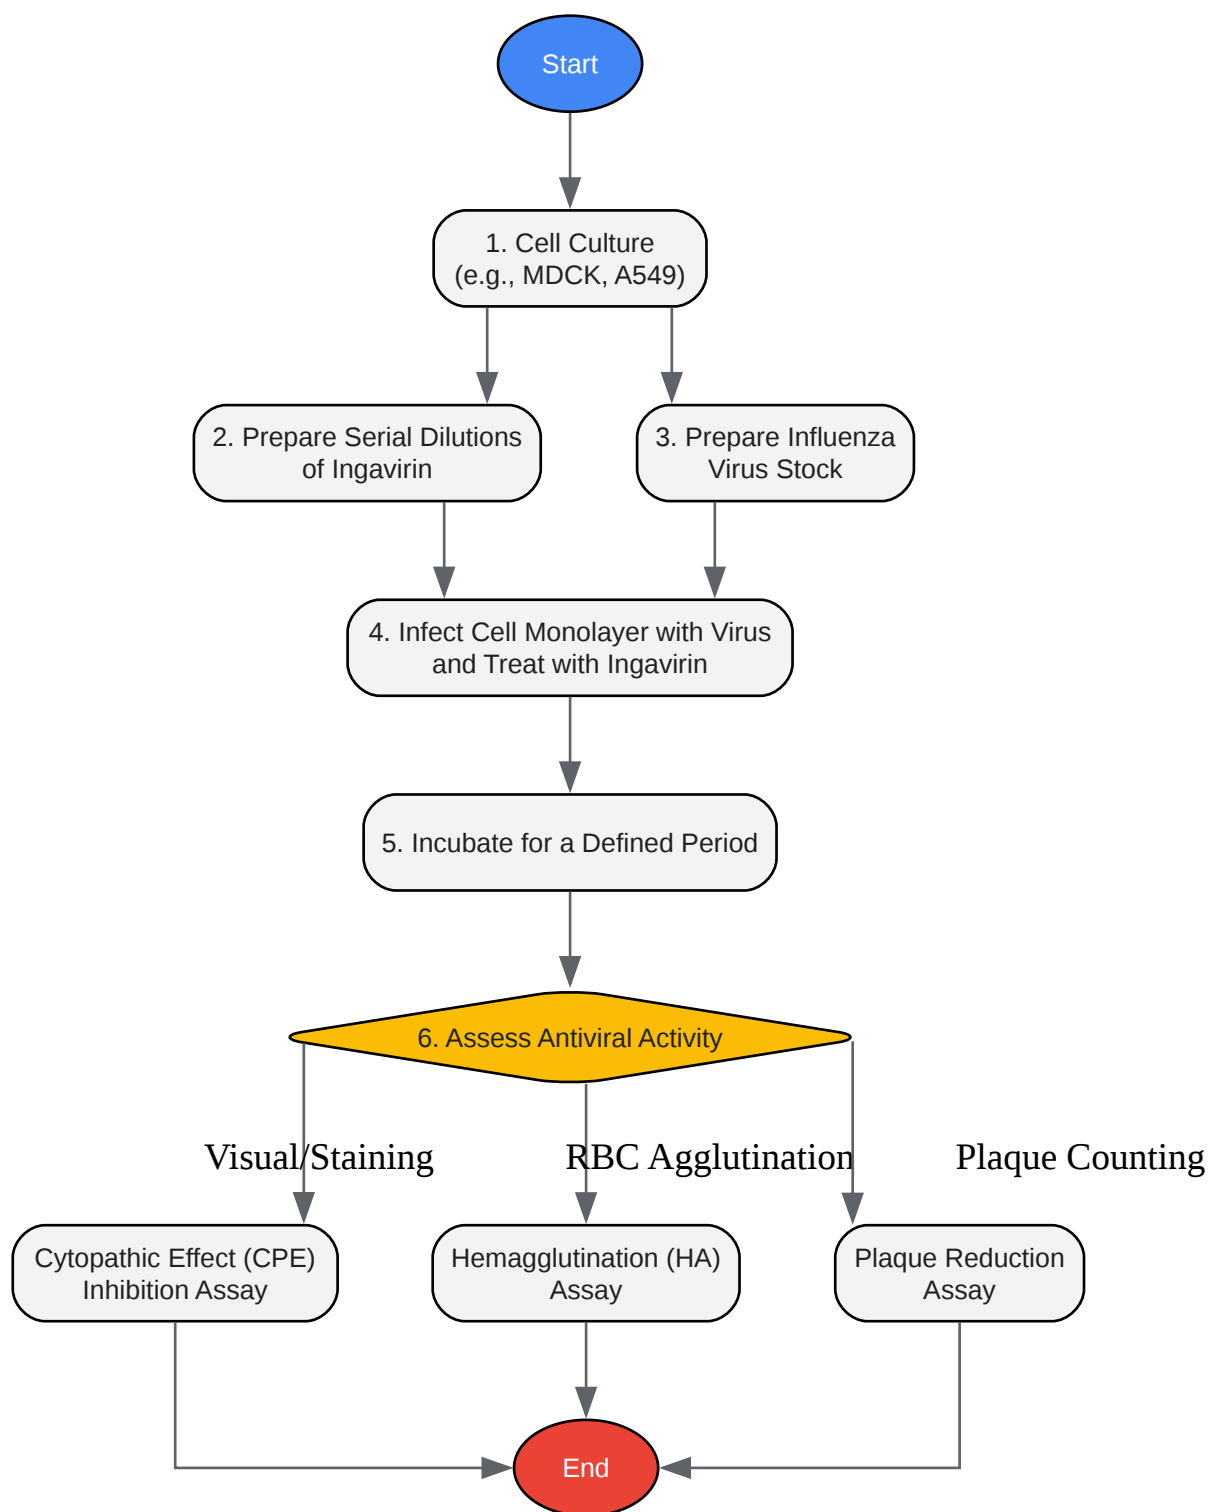 Start
1. Cell Culture
(e.g., MDCK, A549)
2. Prepare Serial Dilutions
of Ingavirin
3. Prepare Influenza
Virus Stock
4. Infect Cell Monolayer with Virus
and Treat with Ingavirin
5. Incubate for a Defined Period
6. Assess Antiviral Activity
Visual/Staining
RBC Agglutination
Plaque Counting
Cytopathic Effect (CPE)
Inhibition Assay
Hemagglutination (HA)
Assay
Plaque Reduction
Assay
End